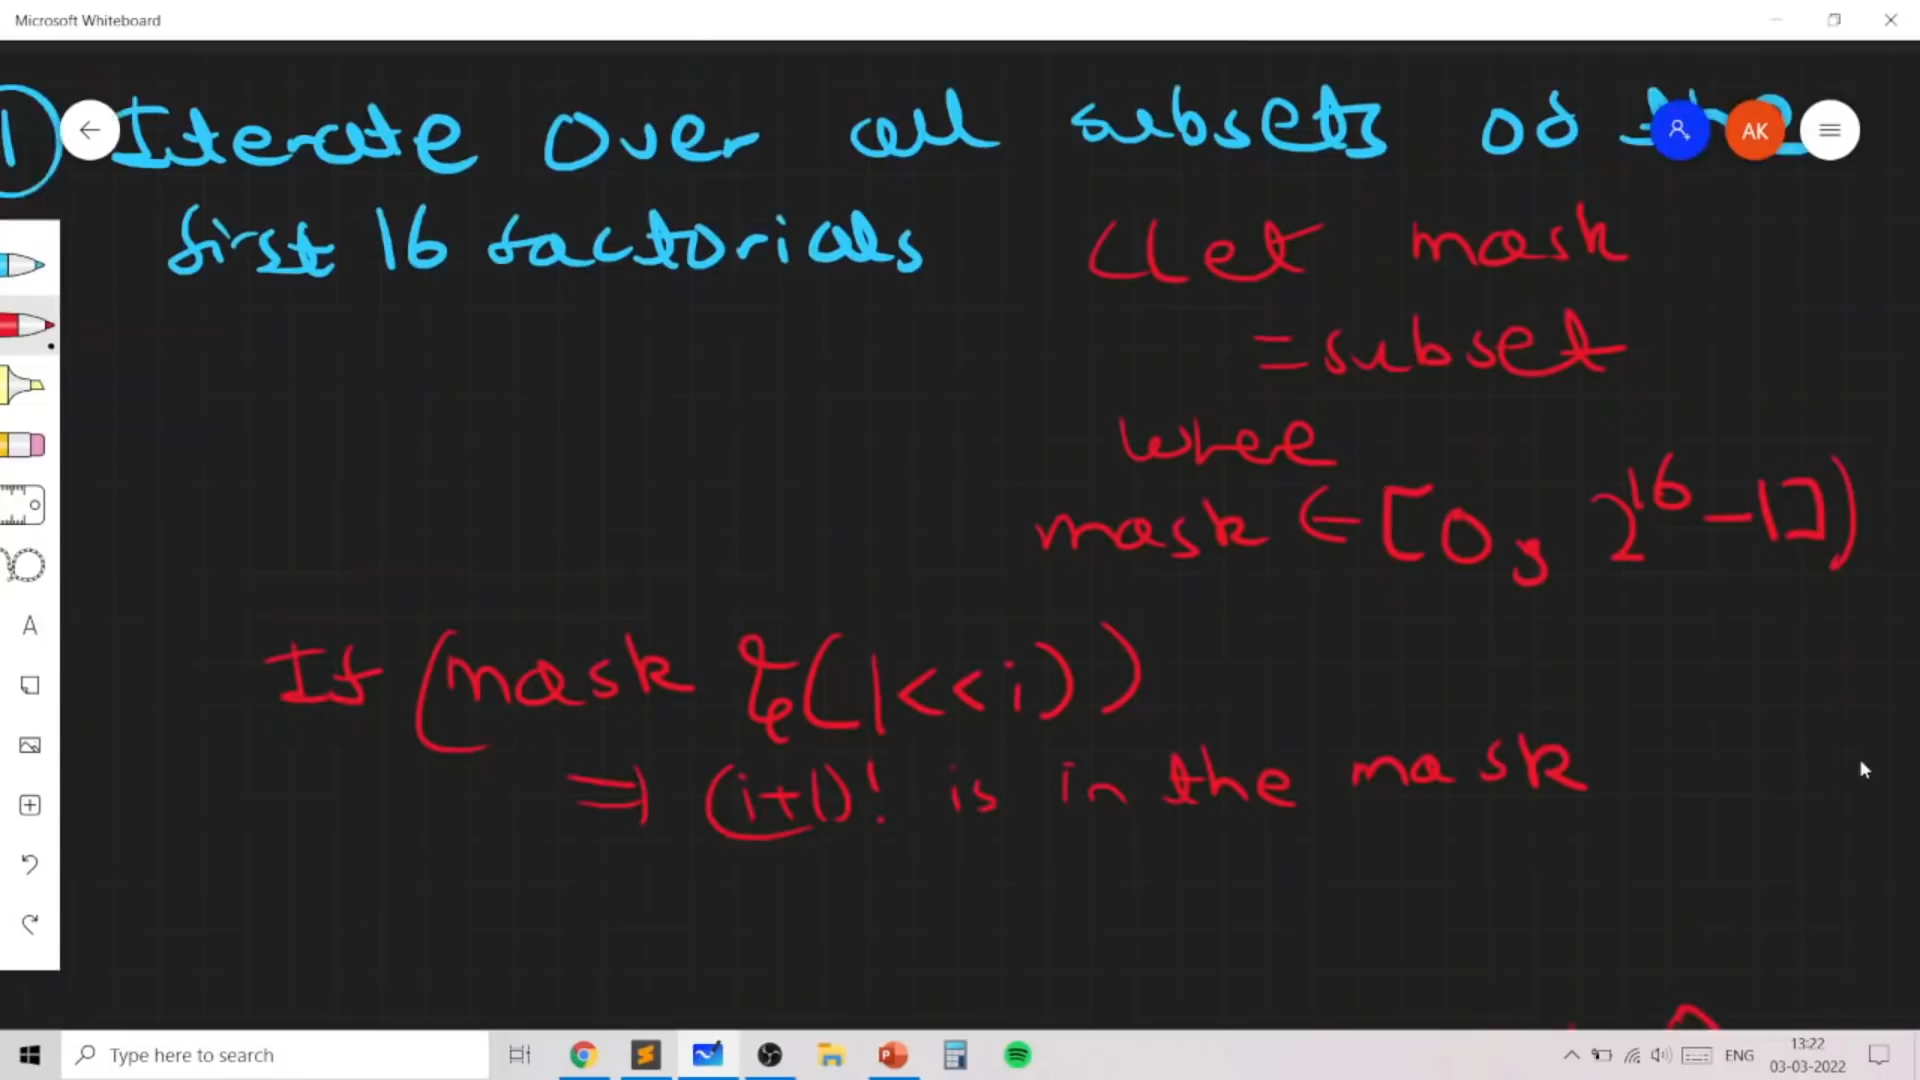 Microsoft Whiteboard
1 Iterate over all subsets of
first 16 factorials
(let mask
=subset
whee
mask ∈ [0, 2^16-1])
If (mask &(1<<i))
⇒ (i+1)! is in the mask
AK
A
Type here to search
ENG
13:22
03-03-2022